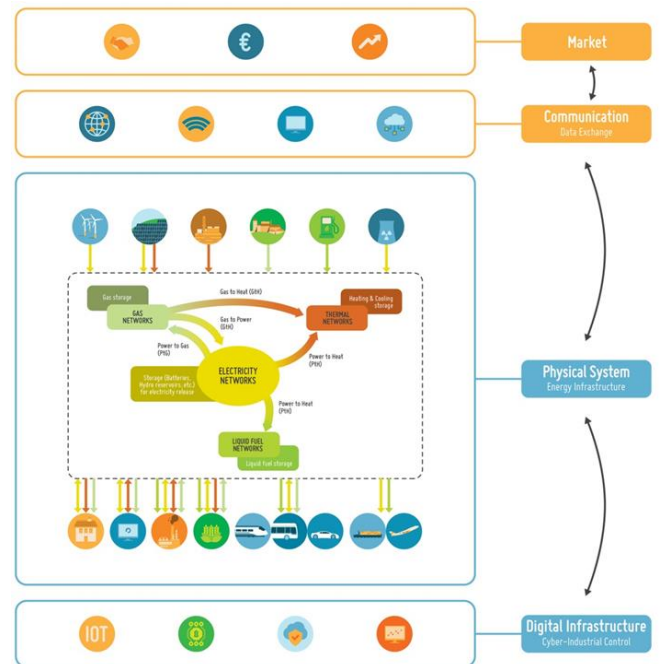 €
Market
Communication
Data Exchange
Gas storage
GAS
NETWORKS
Gas to Heat (GtH)
Gas to Power
(GtH)
Power to Gas
(PtG)
Heating & Cooling
storage
THERMAL
NETWORKS
Power to Heat
(PtH)
ELECTRICITY
NETWORKS
Storage (Batteries,
Hydro reservoirs, etc.)
for electricity release
Power to Heat
(PtH)
LIQUID FUEL
NETWORKS
Liquid fuel storage
Physical System
Energy Infrastructure
IOT
Digital Infrastructure
Cyber-Industrial Control